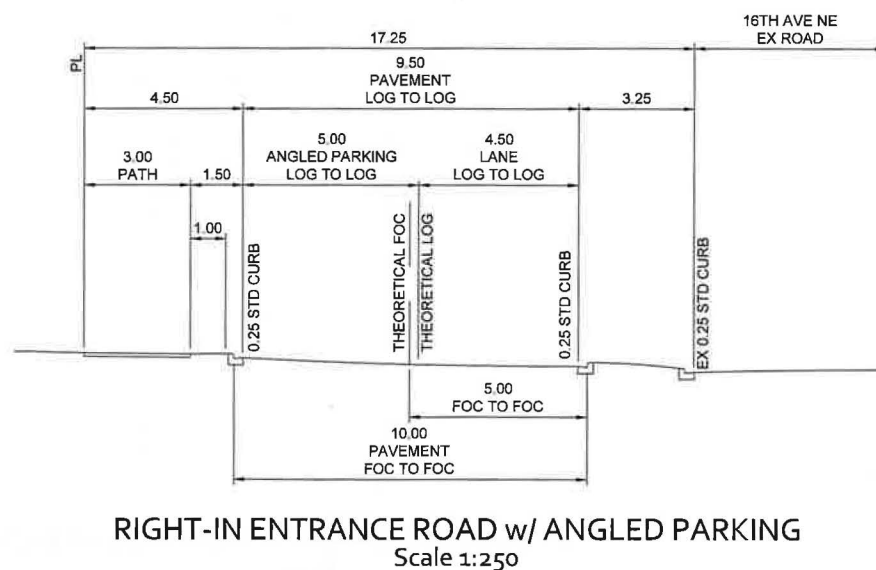 16TH AVE NE
EX ROAD
17.25
PL
9.50
PAVEMENT
LOG TO LOG
4.50
3.25
5.00
ANGLED PARKING
LOG TO LOG
4.50
LANE
LOG TO LOG
3.00
PATH
1.50
1.00
0.25 STD CURB
THEORETICAL FOC
THEORETICAL LOG
0.25 STD CURB
EX 0.25 STD CURB
5.00
FOC TO FOC
10.00
PAVEMENT
FOC TO FOC
RIGHT-IN ENTRANCE ROAD w/ ANGLED PARKING
Scale 1:250